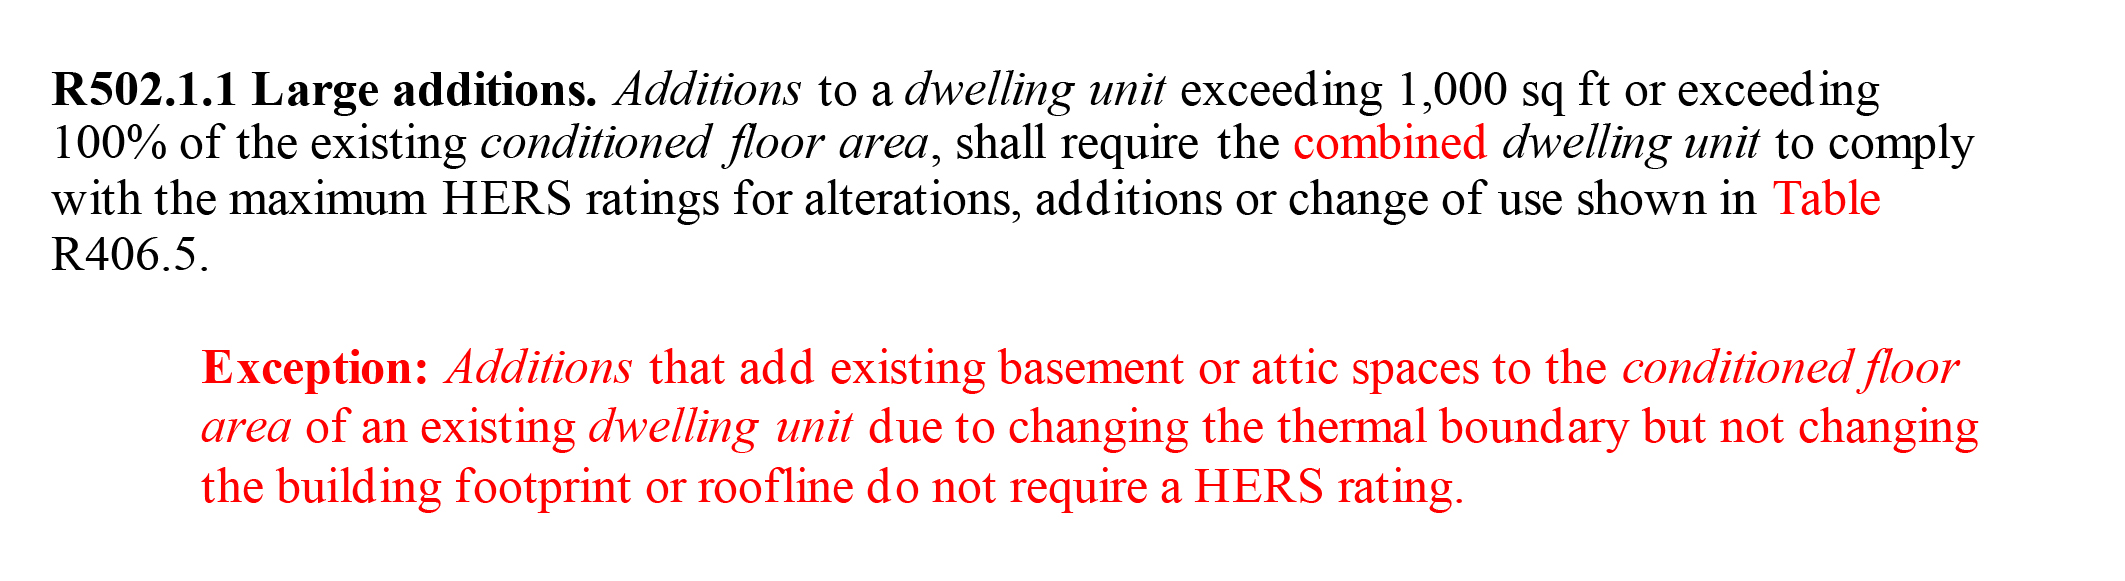 R502.1.1 Large additions. Additions to a dwelling unit exceeding 1,000 sq ft or exceeding
100% of the existing conditioned floor area, shall require the combined dwelling unit to comply
with the maximum HERS ratings for alterations, additions or change of use shown in Table
R406.5.
Exception: Additions that add existing basement or attic spaces to the conditioned floor
area of an existing dwelling unit due to changing the thermal boundary but not changing
the building footprint or roofline do not require a HERS rating.